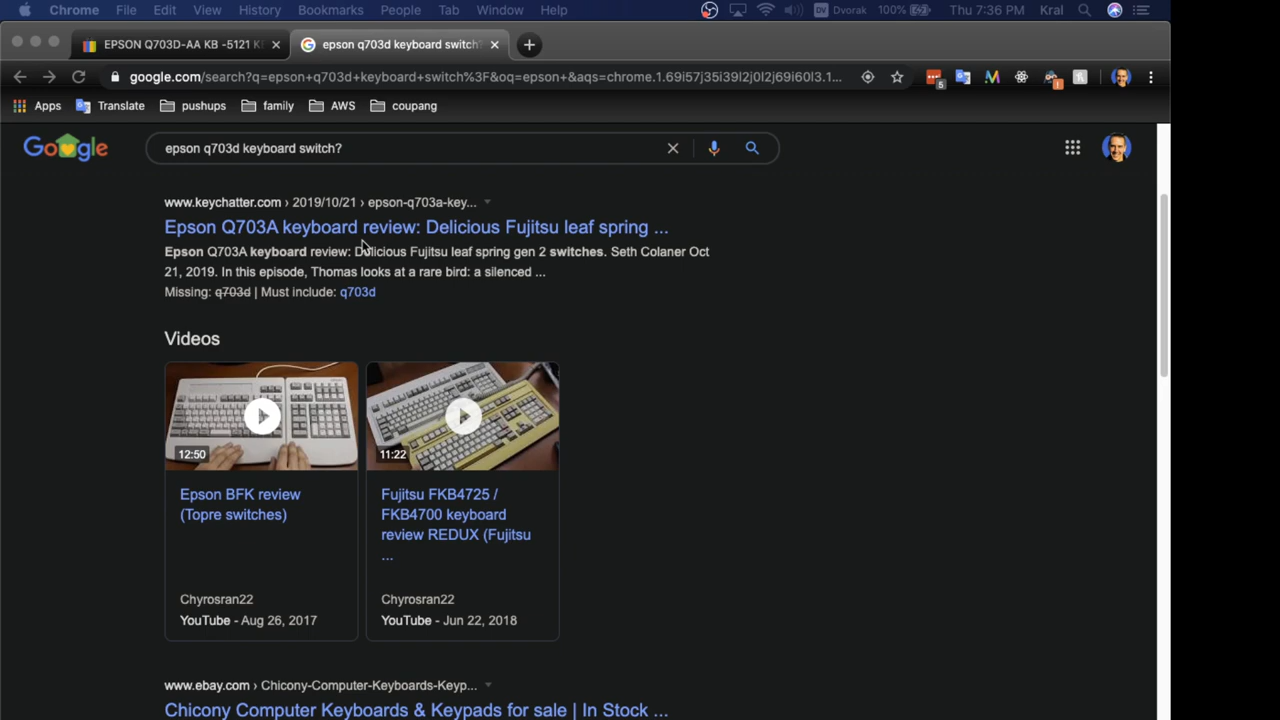 Chrome File Edit View History Bookmarks People Tab Window Help DV Dvorak 100% Thu 7:36 PM Kral
EPSON Q703D-AA KB -5121 K
epson q703d keyboard switch?
google.com/search?q=epson+q703d+keyboard+switch%3F&oq=epson+&aqs=chrome.1.69i57j35i39l2j0l2j69i60l3.1...
5
Apps Translate pushups family AWS coupang
Google
epson q703d keyboard switch?
www.keychatter.com › 2019/10/21 › epson-q703a-key...
Epson Q703A keyboard review: Delicious Fujitsu leaf spring ...
Epson Q703A keyboard review: Delicious Fujitsu leaf spring gen 2 switches. Seth Colaner Oct
21, 2019. In this episode, Thomas looks at a rare bird: a silenced ...
Missing: q703d | Must include: q703d
Videos
12:50
Epson BFK review
(Topre switches)
Chyrosran22
YouTube - Aug 26, 2017
11:22
Fujitsu FKB4725 /
FKB4700 keyboard
review REDUX (Fujitsu
...
Chyrosran22
YouTube - Jun 22, 2018
www.ebay.com › Chicony-Computer-Keyboards-Keyp...
Chicony Computer Keyboards & Keypads for sale | In Stock ...